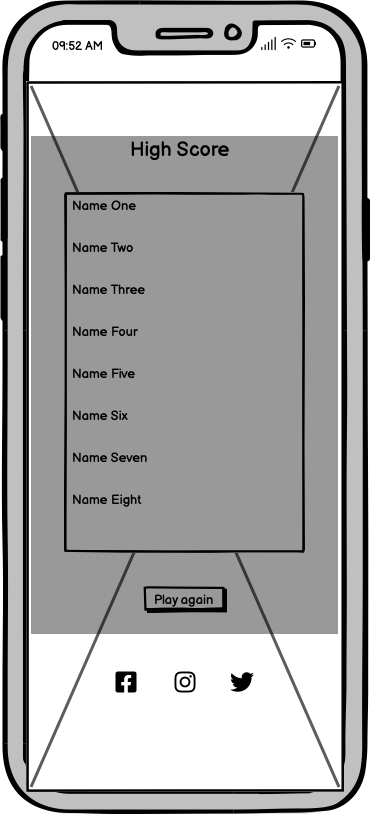 09:52 AM
High Score
Name One
Name Two
Name Three
Name Four
Name Five
Name Six
Name Seven
Name Eight
Play again